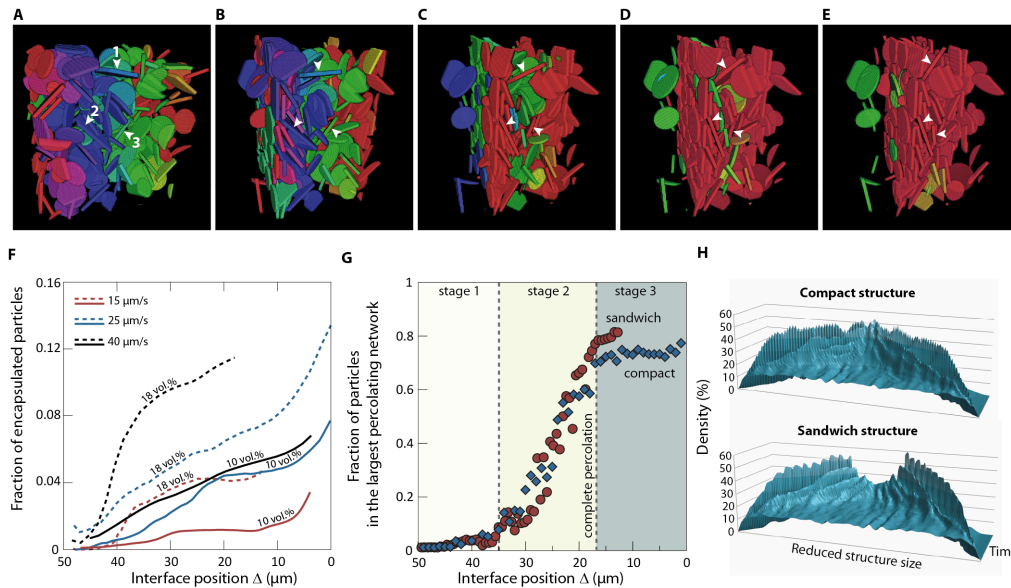 A
B
C
D
E
1
2
3
F
0.16
0.12
0.08
0.04
0
Fraction of encapsulated particles
15 μm/s
25 μm/s
40 μm/s
18 vol.%
18 vol.%
18 vol.%
10 vol.%
10 vol.%
10 vol.%
50
40
30
20
10
0
Interface position Δ (μm)
G
1
0.8
0.6
0.4
0.2
0
Fraction of particles
in the largest percolating network
stage 1
stage 2
stage 3
sandwich
compact
complete percolation
50
40
30
20
10
0
Interface position Δ (μm)
H
Compact structure
60
50
40
30
20
10
0
Density (%)
Sandwich structure
60
50
40
30
20
10
0
Reduced structure size
Tim